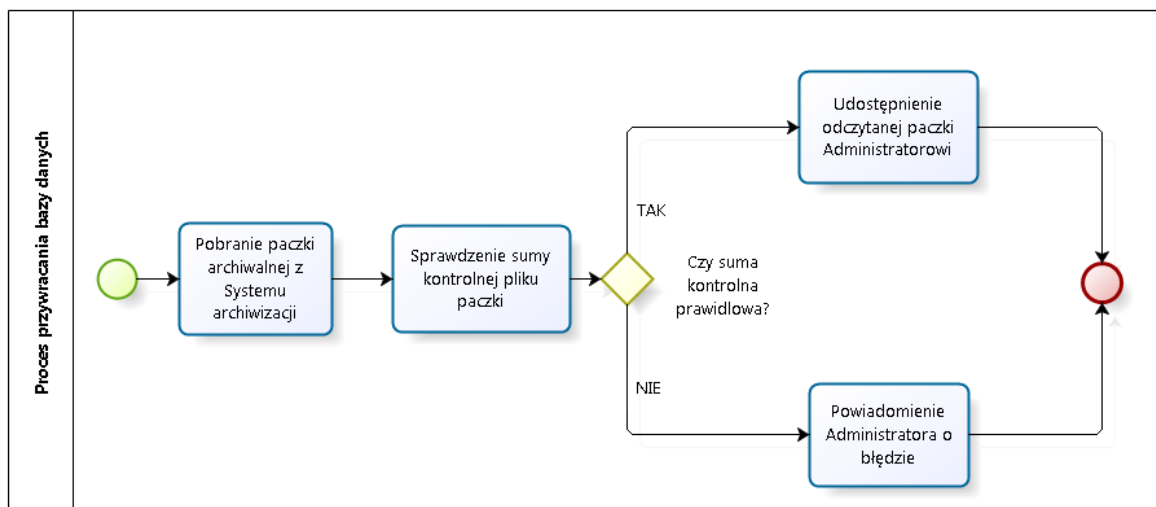 Proces przywracania bazy danych
Pobranie paczki
archiwalnej z
Systemu
archiwizacji
Sprawdzenie sumy
kontrolnej pliku
paczki
TAK
Czy suma
kontrolna
prawidlowa?
NIE
Udostępnienie
odczytanej paczki
Administratorowi
Powiadomienie
Administratora o
błędzie